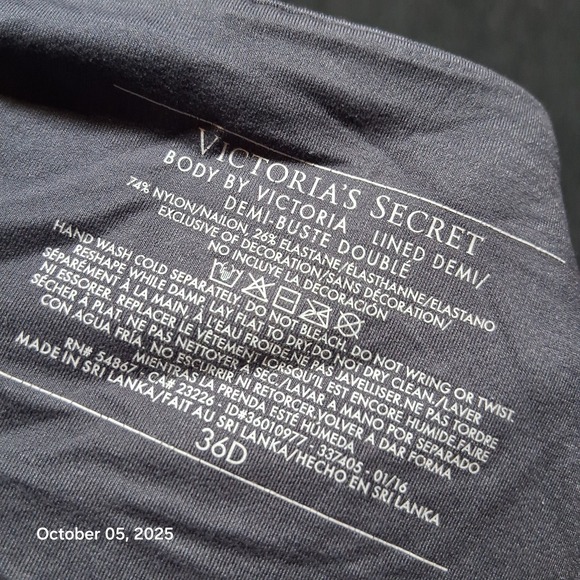 VICTORIA'S SECRET
BODY BY VICTORIA LINED DEMI/
DEMI-BUSTE DOUBLÉ
74% NYLON/NAILON, 26% ELASTANE/ELASTHANNE/ELASTANO
EXCLUSIVE OF DECORATION/SANS DÉCORATION/
NO INCLUYE LA DECORACIÓN
HAND WASH COLD SEPARATELY. DO NOT BLEACH. DO NOT WRING OR TWIST.
RESHAPE WHILE DAMP. LAY FLAT TO DRY. DO NOT DRY CLEAN./LAVER
SÉPARÉMENT À LA MAIN À L'EAU FROIDE. NE PAS JAVELLISER. NE PAS TORDRE
NI ESSORER. REPLACER LE VÊTEMENT LORSQU'IL EST ENCORE HUMIDE. FAIRE
SÉCHER À PLAT. NE PAS NETTOYER À SEC./LAVAR A MANO POR SEPARADO
CON AGUA FRÍA. NO ESCURRIR NI RETORCER. VOLVER A DAR FORMA
MIENTRAS LA PRENDA ESTÉ HÚMEDA
RN# 54867 · CA# 23226 · ID#36010977 · 337405 · 01/16
MADE IN SRI LANKA/FAIT AU SRI LANKA/HECHO EN SRI LANKA
36D
October 05, 2025